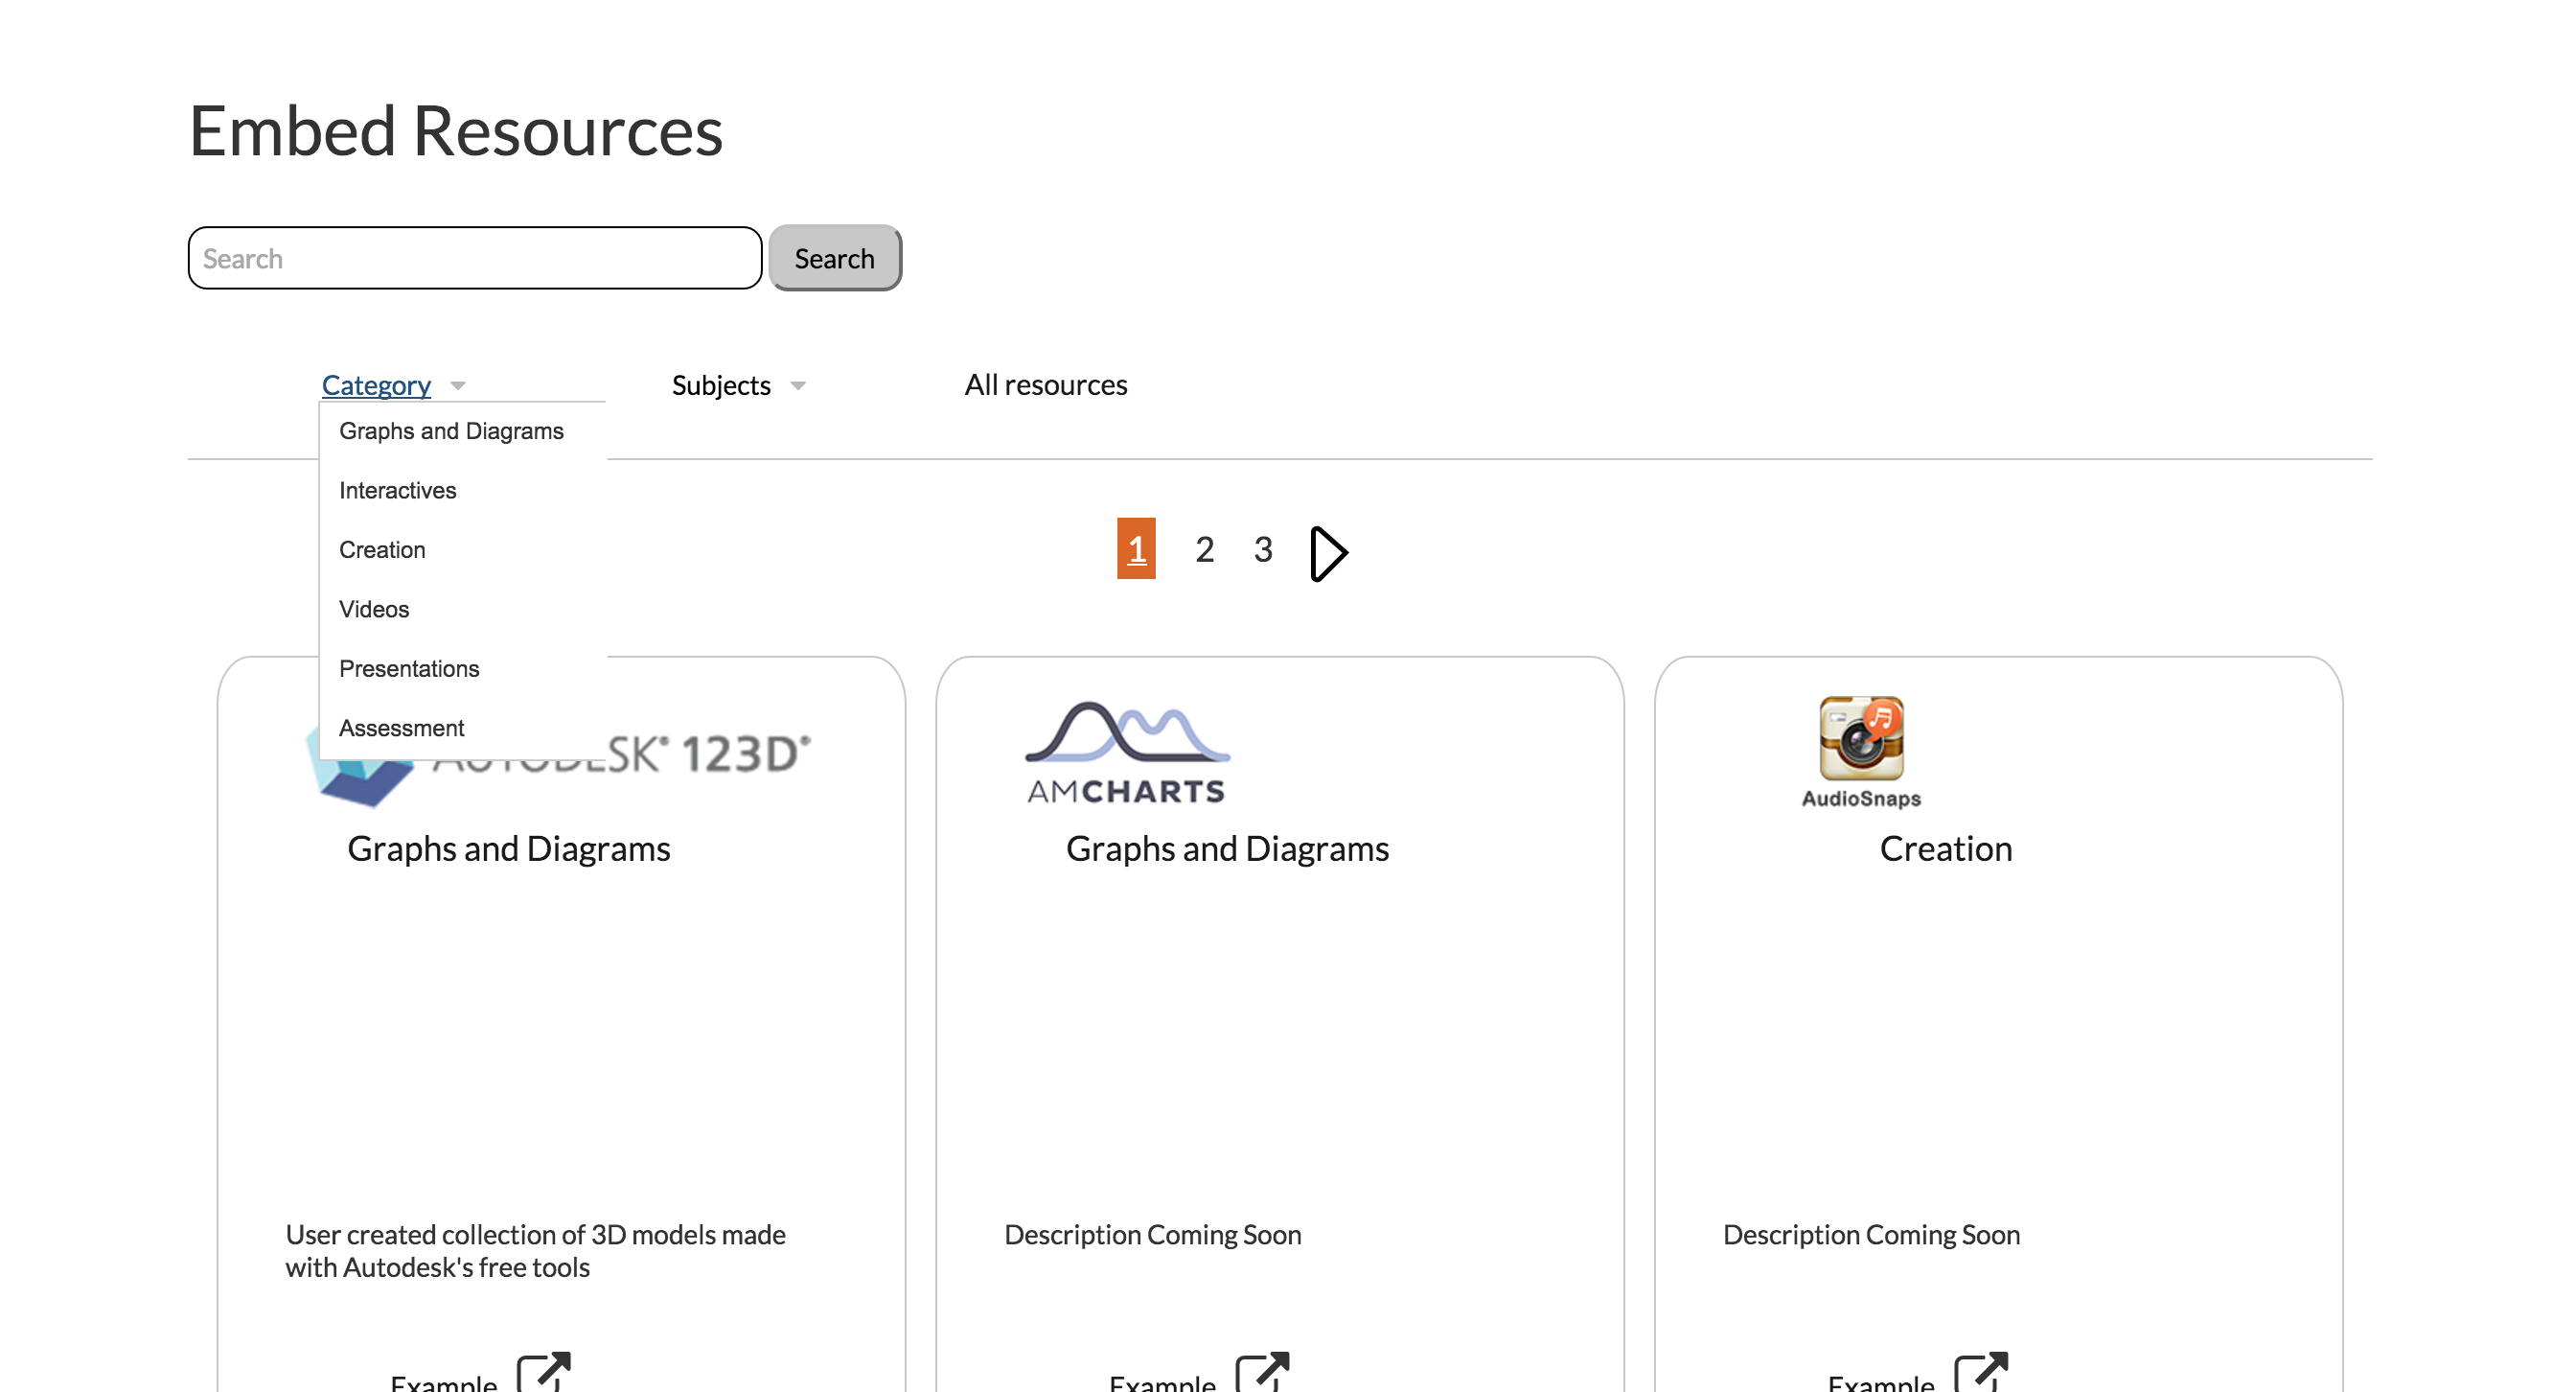 Embed Resources
Search Search
Category Subjects All resources
Graphs and Diagrams
Interactives
1 2 3
Creation
Videos
Presentations
Assessment
SK® 123D®
AMCHARTS
AudioSnaps
Graphs and Diagrams Graphs and Diagrams Creation
User created collection of 3D models made
with Autodesk's free tools
Description Coming Soon Description Coming Soon
Example Example Example